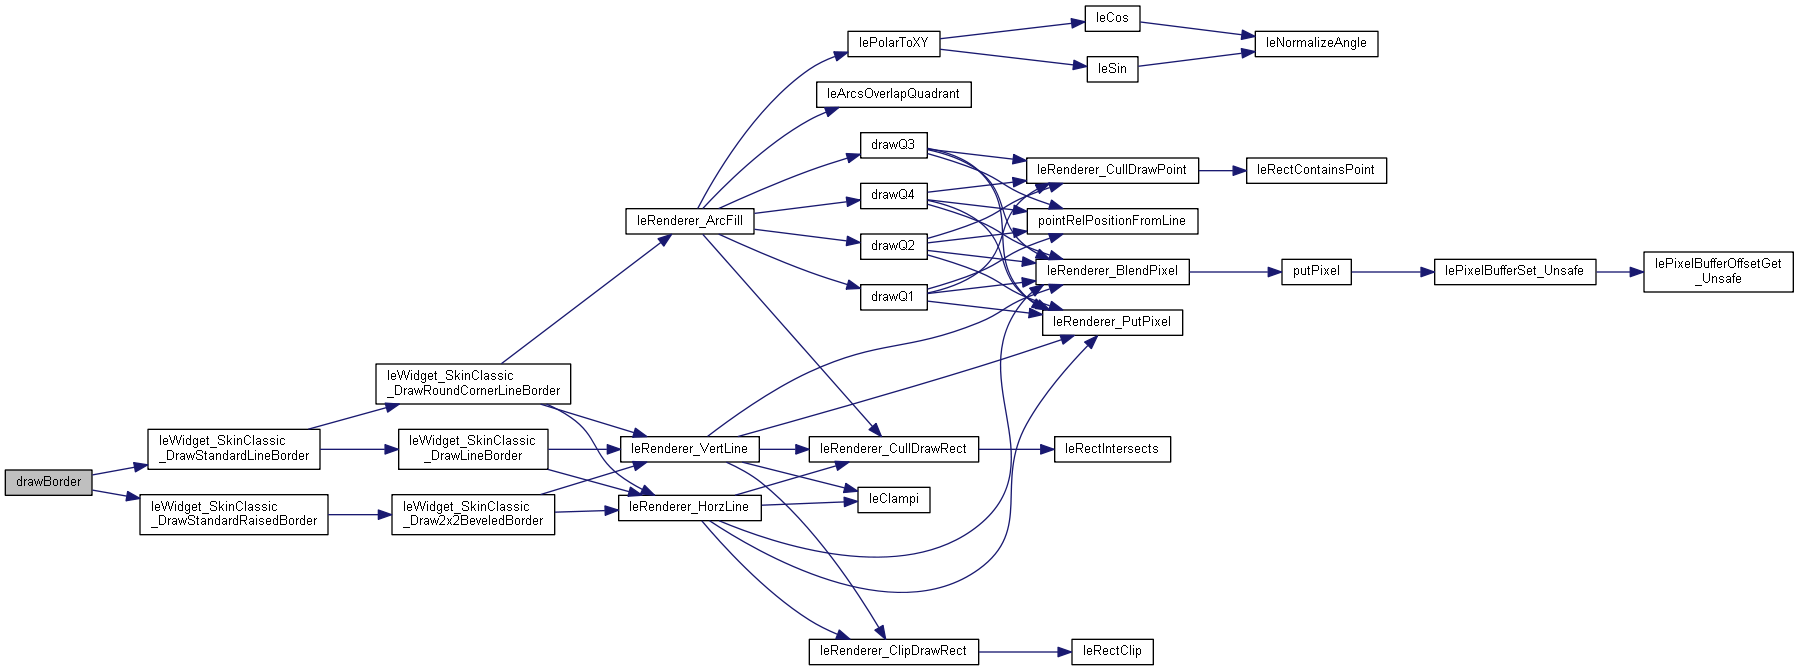 drawBorder
leWidget_SkinClassic
_DrawStandardLineBorder
leWidget_SkinClassic
_DrawStandardRaisedBorder
leWidget_SkinClassic
_DrawRoundCornerLineBorder
leWidget_SkinClassic
_DrawLineBorder
leWidget_SkinClassic
_Draw2x2BeveledBorder
leRenderer_ArcFill
leRenderer_VertLine
leRenderer_HorzLine
lePolarToXY
leArcsOverlapQuadrant
drawQ3
drawQ4
drawQ2
drawQ1
leRenderer_CullDrawRect
leClampi
leRenderer_ClipDrawRect
leCos
leSin
leRenderer_CullDrawPoint
pointRelPositionFromLine
leRenderer_BlendPixel
leRenderer_PutPixel
leRectIntersects
leRectClip
leNormalizeAngle
leRectContainsPoint
putPixel
lePixelBufferSet_Unsafe
lePixelBufferOffsetGet
_Unsafe